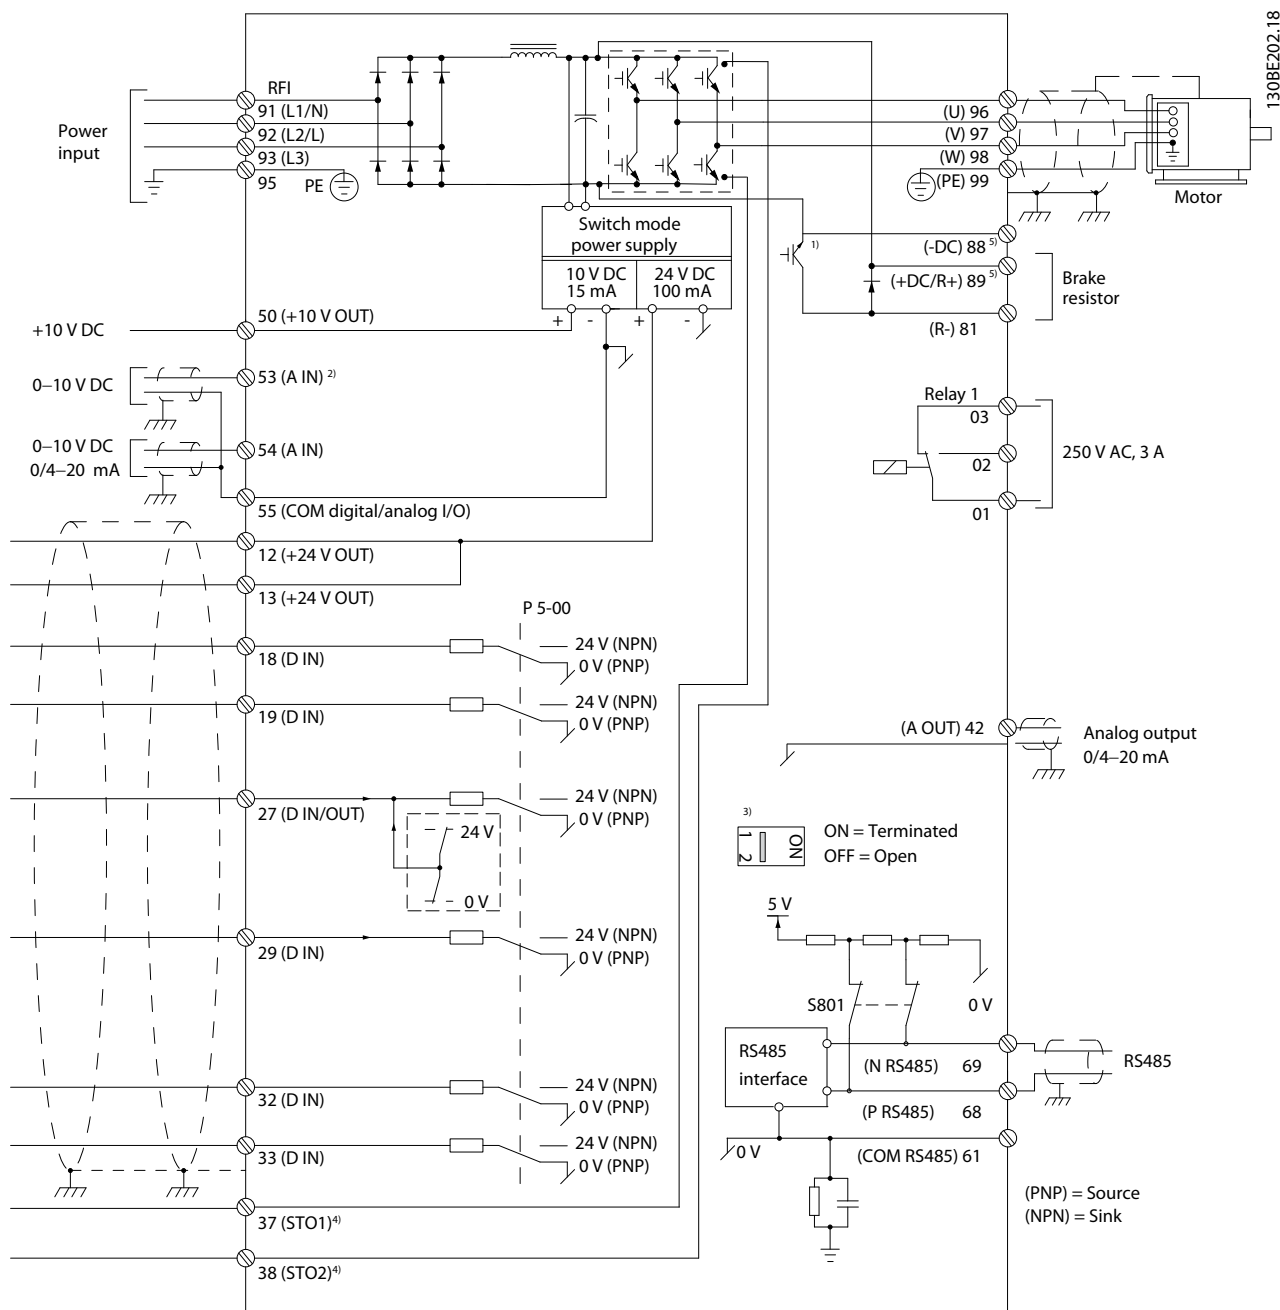 130BE202.18
RFI
91 (L1/N)
92 (L2/L)
93 (L3)
95
PE
Power
input
(U) 96
(V) 97
(W) 98
(PE) 99
Motor
Switch mode
power supply
10 V DC
15 mA
24 V DC
100 mA
+ - + -
1)
(-DC) 88 5)
(+DC/R+) 89 5)
(R-) 81
Brake
resistor
+10 V DC
50 (+10 V OUT)
0–10 V DC
53 (A IN) 2)
0–10 V DC
0/4–20 mA
54 (A IN)
55 (COM digital/analog I/O)
Relay 1
03
02
01
250 V AC, 3 A
12 (+24 V OUT)
13 (+24 V OUT)
P 5-00
18 (D IN)
24 V (NPN)
0 V (PNP)
19 (D IN)
24 V (NPN)
0 V (PNP)
27 (D IN/OUT)
24 V (NPN)
0 V (PNP)
24 V
0 V
29 (D IN)
24 V (NPN)
0 V (PNP)
32 (D IN)
24 V (NPN)
0 V (PNP)
33 (D IN)
24 V (NPN)
0 V (PNP)
37 (STO1) 4)
38 (STO2) 4)
(A OUT) 42
Analog output
0/4–20 mA
3)
1 2 ON
ON = Terminated
OFF = Open
5 V
S801
0 V
RS485
interface
(N RS485) 69
(P RS485) 68
RS485
0 V
(COM RS485) 61
(PNP) = Source
(NPN) = Sink